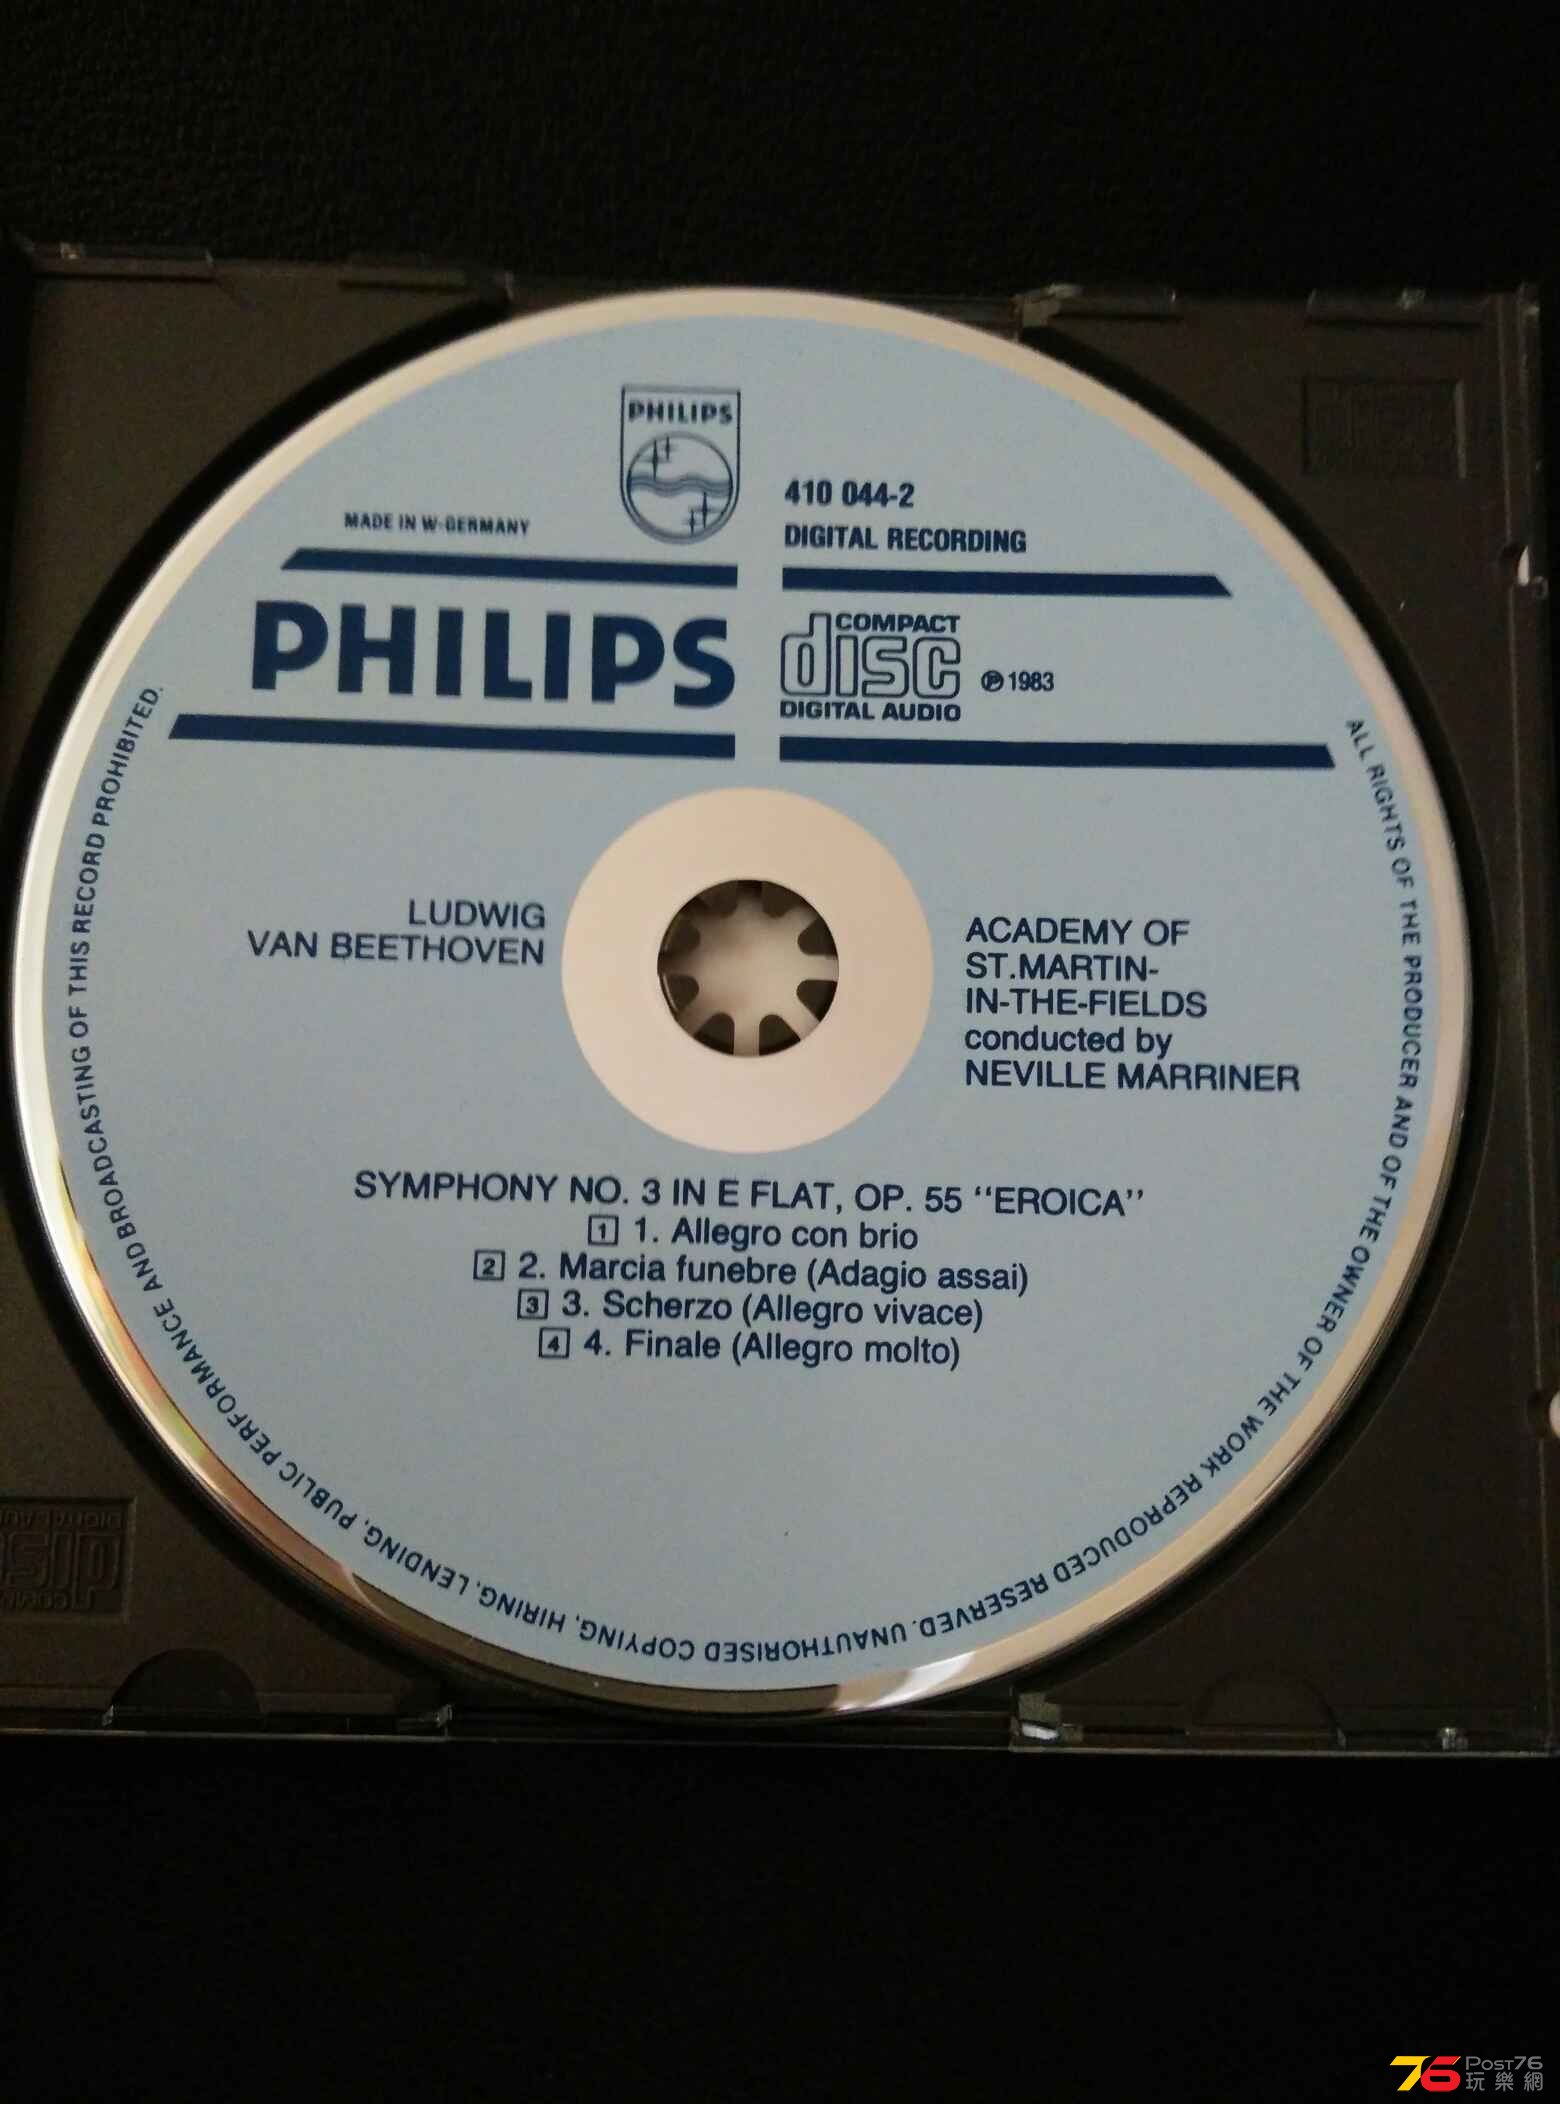 PHILIPS
410 044-2
MADE IN W-GERMANY
DIGITAL RECORDING
PHILIPS
COMPACT
disc
DIGITAL AUDIO
℗ 1983
LUDWIG
VAN BEETHOVEN
ACADEMY OF
ST.MARTIN-
IN-THE-FIELDS
conducted by
NEVILLE MARRINER
SYMPHONY NO. 3 IN E FLAT, OP. 55 "EROICA"
1 1. Allegro con brio
2 2. Marcia funebre (Adagio assai)
3 3. Scherzo (Allegro vivace)
4 4. Finale (Allegro molto)
ALL RIGHTS OF THE PRODUCER AND OF THE OWNER OF THE WORK REPRODUCED RESERVED. UNAUTHORISED COPYING, HIRING, LENDING, PUBLIC PERFORMANCE AND BROADCASTING OF THIS RECORD PROHIBITED.
disc
76 POST76
玩樂網